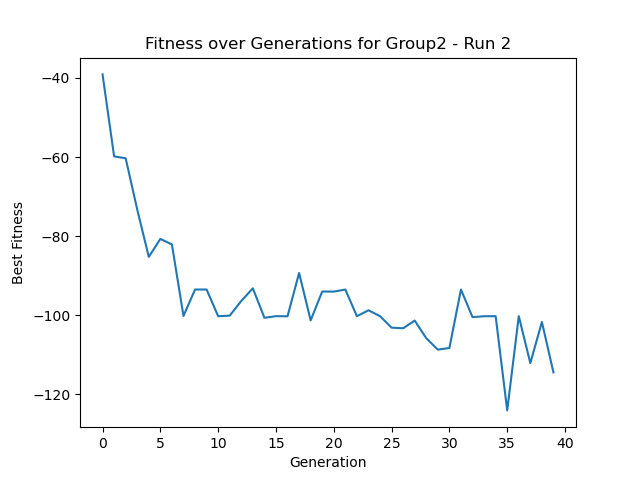 Fitness over Generations for Group2 - Run 2
−40
−60
−80
−100
−120
Best Fitness
0 5 10 15 20 25 30 35 40
Generation